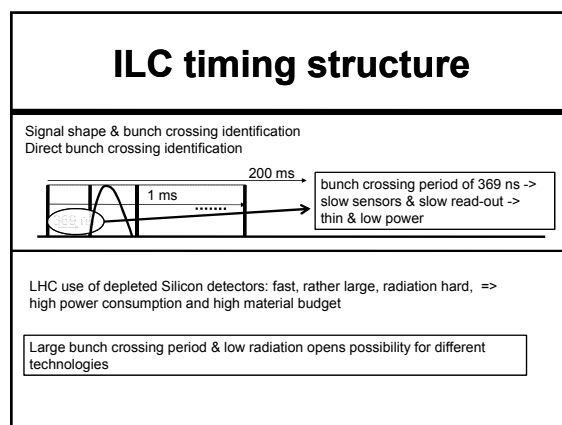 ILC timing structure
Signal shape & bunch crossing identification
Direct bunch crossing identification
200 ms
1 ms
.......
369 n
bunch crossing period of 369 ns ->
slow sensors & slow read-out ->
thin & low power
LHC use of depleted Silicon detectors: fast, rather large, radiation hard, =>
high power consumption and high material budget
Large bunch crossing period & low radiation opens possibility for different
technologies